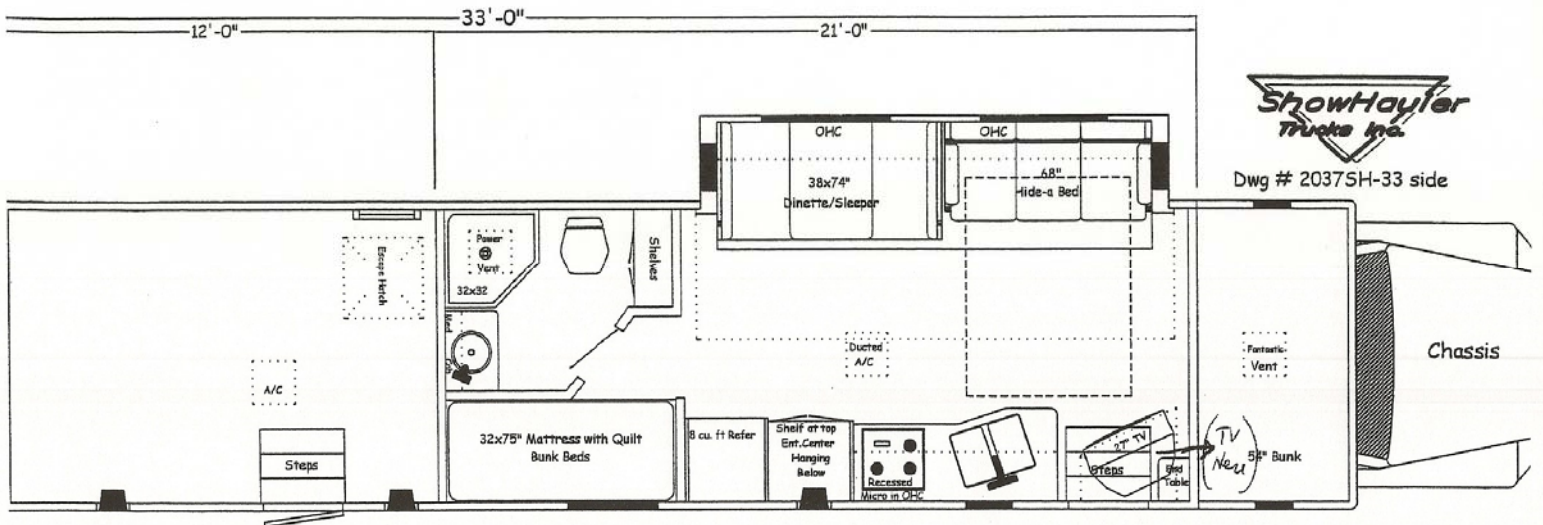 33'-0"
12'-0"
21'-0"
ShowHauler
Trucks Inc.
Dwg # 2037SH-33 side
OHC
OHC
38x74"
Dinette/Sleeper
68"
Hide-a Bed
Escape Hatch
Power
Vent
32x32
Shelves
Med.
A/C
Ducted
A/C
Fantastic
Vent
Chassis
Steps
32x75" Mattress with Quilt
Bunk Beds
8 cu. ft Refer
Shelf at top
Ent.Center
Hanging
Below
Recessed
Micro in OHC
27" TV
Steps
End
Table
TV
Here
54" Bunk